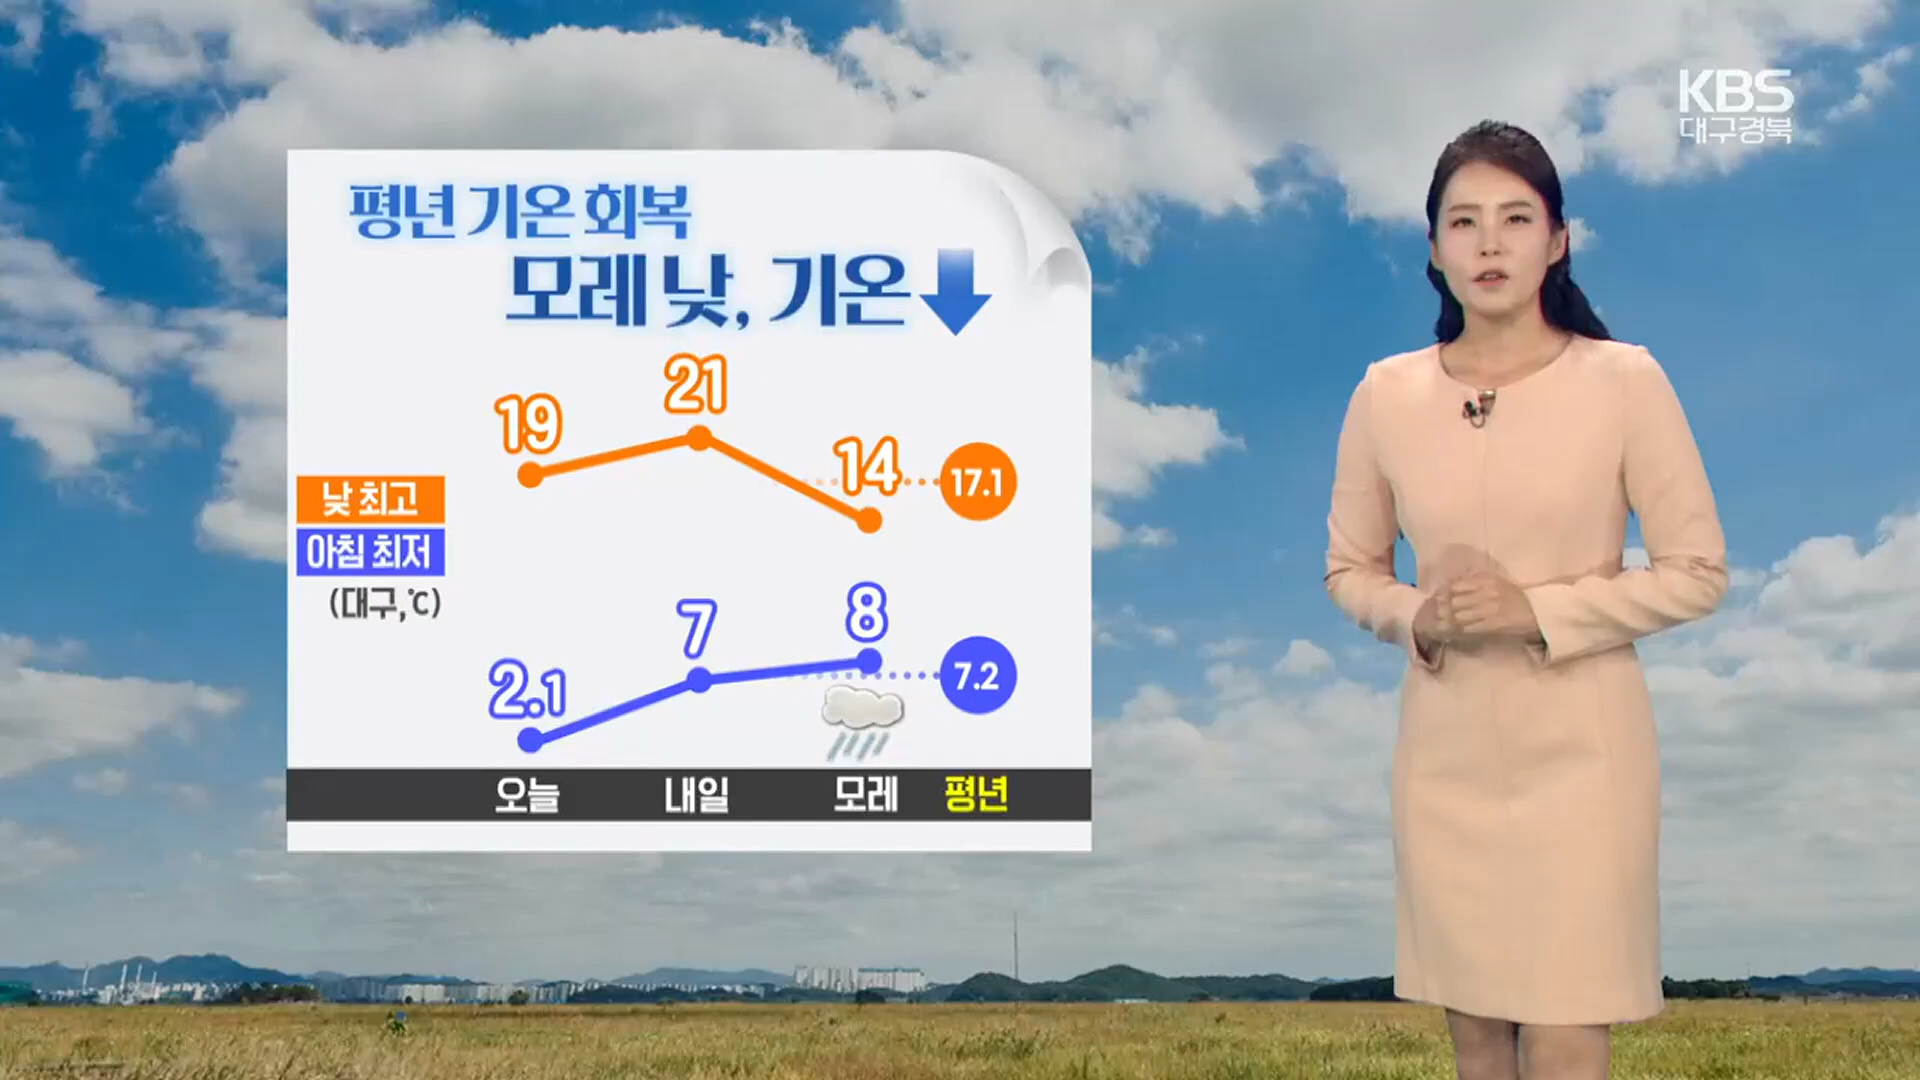 KBS
대구경북
평년 기온 회복
모레 낮, 기온
19
21
14
17.1
낮 최고
아침 최저
(대구,℃)
2.1
7
8
7.2
오늘
내일
모레
평년